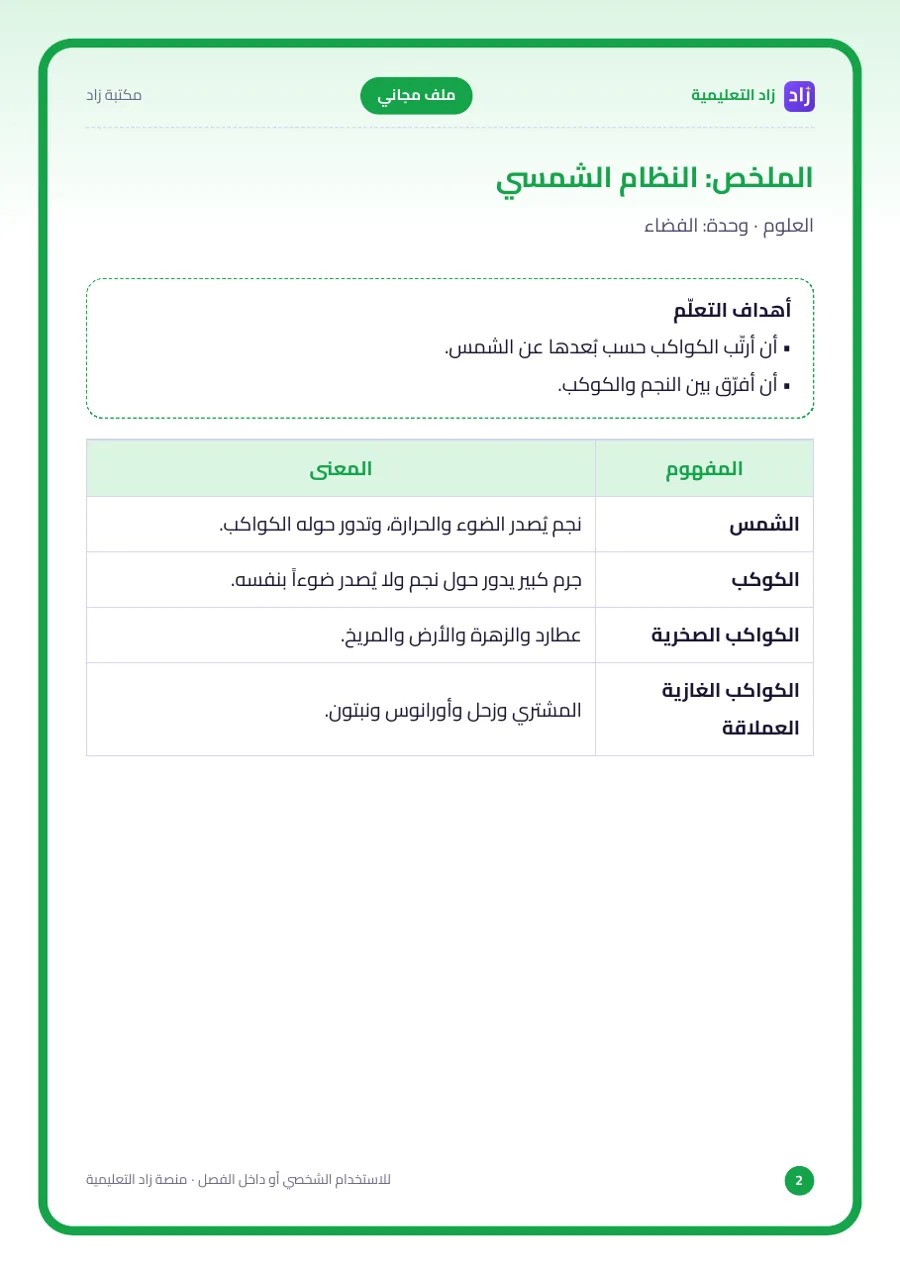 زاد زاد التعليمية
ملف مجاني
مكتبة زاد
الملخص: النظام الشمسي
العلوم · وحدة: الفضاء
أهداف التعلّم
▪ أن أرتّب الكواكب حسب بُعدها عن الشمس.
▪ أن أفرّق بين النجم والكوكب.
المفهوم المعنى
الشمس نجم يُصدر الضوء والحرارة، وتدور حوله الكواكب.
الكوكب جرم كبير يدور حول نجم ولا يُصدر ضوءاً بنفسه.
الكواكب الصخرية عطارد والزهرة والأرض والمريخ.
الكواكب الغازية
العملاقة
المشتري وزحل وأورانوس ونبتون.
2
للاستخدام الشخصي أو داخل الفصل · منصة زاد التعليمية